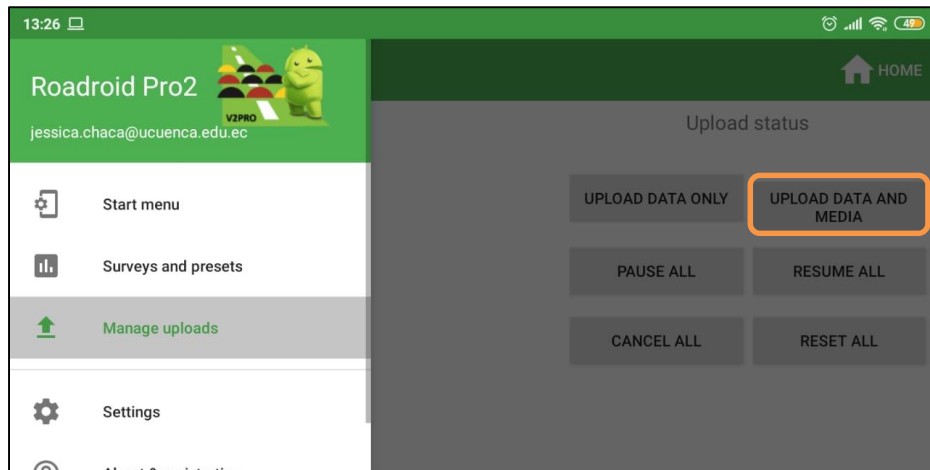 13:26
49
Roadroid Pro2
V2PRO
jessica.chaca@ucuenca.edu.ec
HOME
Upload status
Start menu
Surveys and presets
Manage uploads
Settings
UPLOAD DATA ONLY
UPLOAD DATA AND
MEDIA
PAUSE ALL
RESUME ALL
CANCEL ALL
RESET ALL